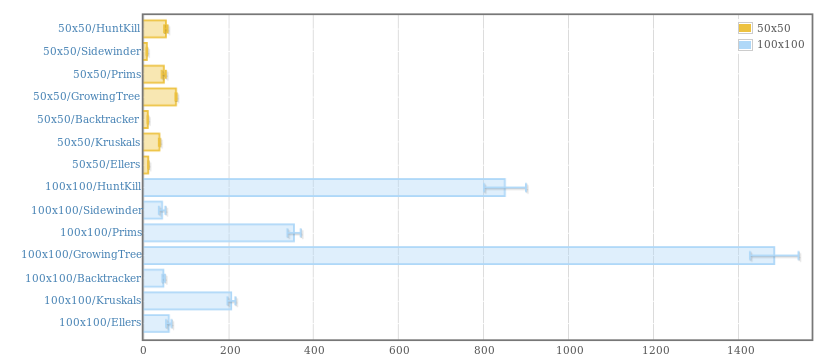 50x50/HuntKill
50x50/Sidewinder
50x50/Prims
50x50/GrowingTree
50x50/Backtracker
50x50/Kruskals
50x50/Ellers
100x100/HuntKill
100x100/Sidewinder
100x100/Prims
100x100/GrowingTree
100x100/Backtracker
100x100/Kruskals
100x100/Ellers
50x50
100x100
0 200 400 600 800 1000 1200 1400